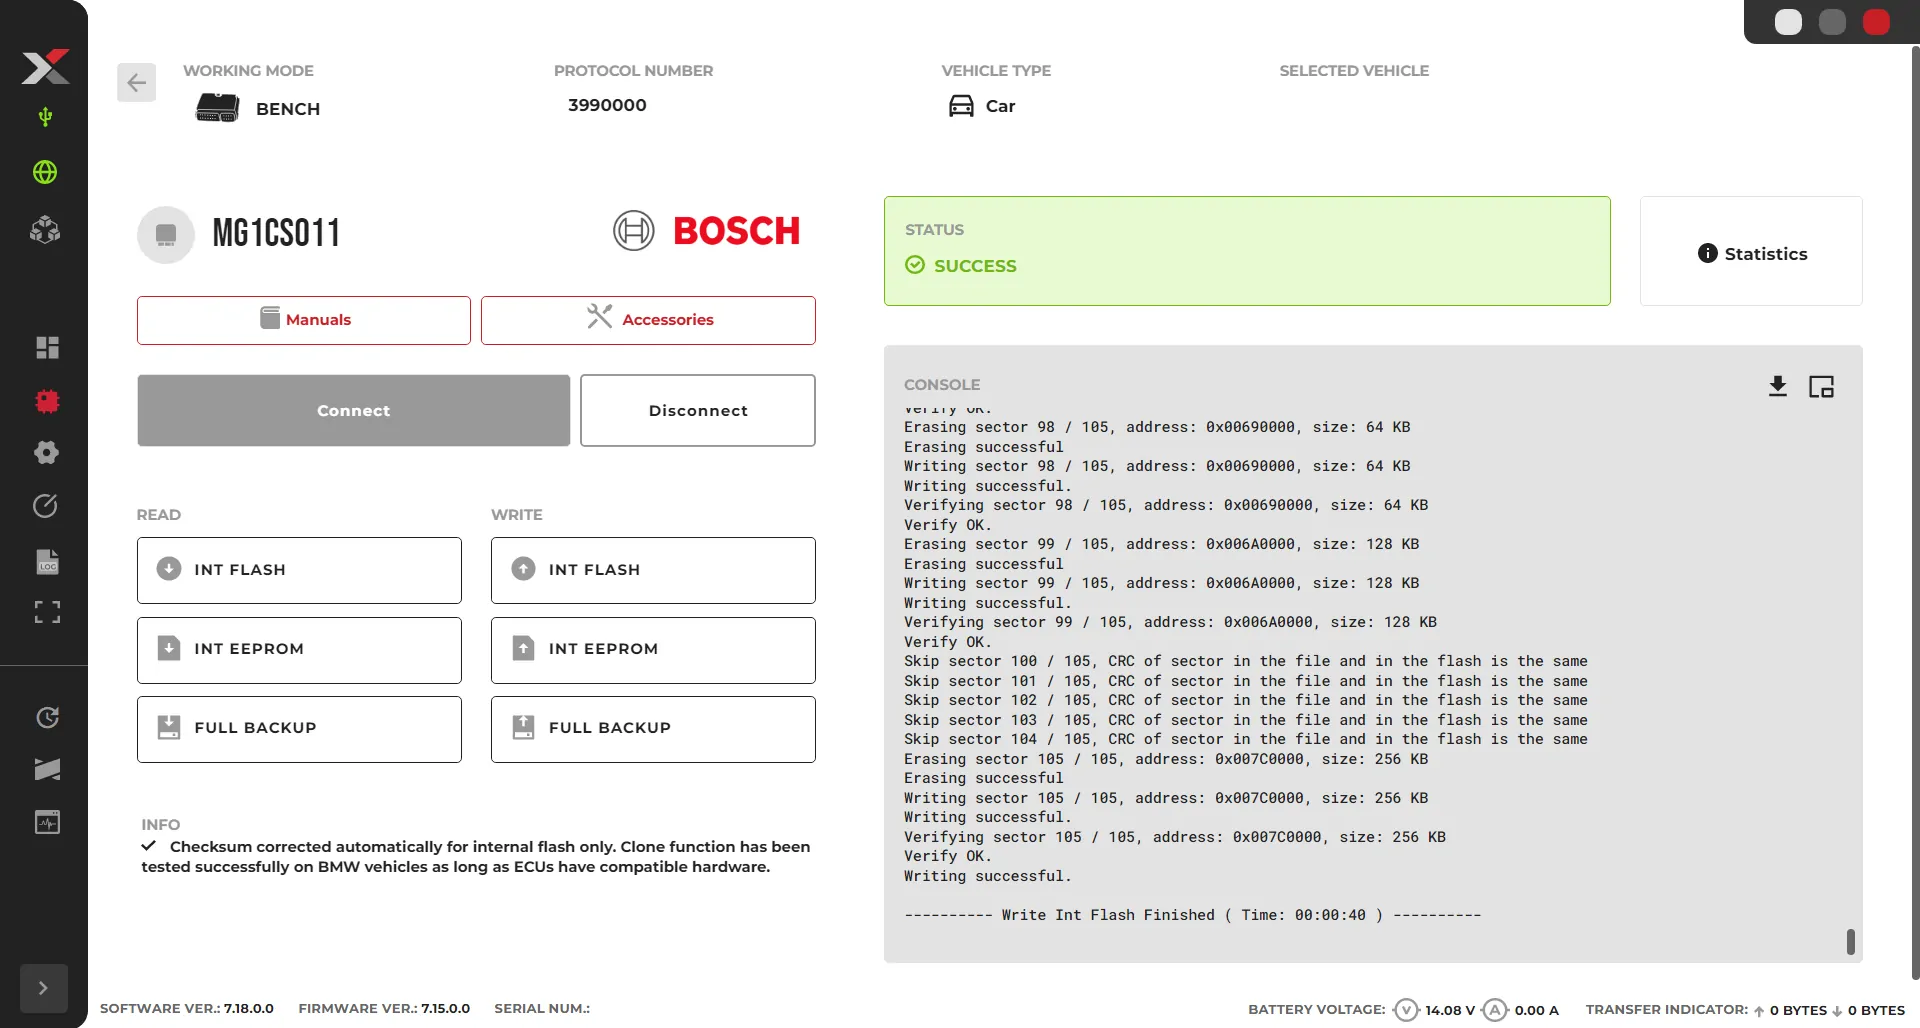 WORKING MODE
BENCH
PROTOCOL NUMBER
3990000
VEHICLE TYPE
Car
SELECTED VEHICLE
MG1CS011
BOSCH
Manuals
Accessories
Connect
Disconnect
READ
INT FLASH
INT EEPROM
FULL BACKUP
WRITE
INT FLASH
INT EEPROM
FULL BACKUP
INFO
Checksum corrected automatically for internal flash only. Clone function has been
tested successfully on BMW vehicles as long as ECUs have compatible hardware.
STATUS
SUCCESS
Statistics
CONSOLE
Verify OK.
Erasing sector 98 / 105, address: 0x00690000, size: 64 KB
Erasing successful
Writing sector 98 / 105, address: 0x00690000, size: 64 KB
Writing successful.
Verifying sector 98 / 105, address: 0x00690000, size: 64 KB
Verify OK.
Erasing sector 99 / 105, address: 0x006A0000, size: 128 KB
Erasing successful
Writing sector 99 / 105, address: 0x006A0000, size: 128 KB
Writing successful.
Verifying sector 99 / 105, address: 0x006A0000, size: 128 KB
Verify OK.
Skip sector 100 / 105, CRC of sector in the file and in the flash is the same
Skip sector 101 / 105, CRC of sector in the file and in the flash is the same
Skip sector 102 / 105, CRC of sector in the file and in the flash is the same
Skip sector 103 / 105, CRC of sector in the file and in the flash is the same
Skip sector 104 / 105, CRC of sector in the file and in the flash is the same
Erasing sector 105 / 105, address: 0x007C0000, size: 256 KB
Erasing successful
Writing sector 105 / 105, address: 0x007C0000, size: 256 KB
Writing successful.
Verifying sector 105 / 105, address: 0x007C0000, size: 256 KB
Verify OK.
Writing successful.
---------- Write Int Flash Finished ( Time: 00:00:40 ) ----------
LOG
SOFTWARE VER.: 7.18.0.0
FIRMWARE VER.: 7.15.0.0
SERIAL NUM.:
BATTERY VOLTAGE: V 14.08 V A 0.00 A
TRANSFER INDICATOR: 0 BYTES 0 BYTES